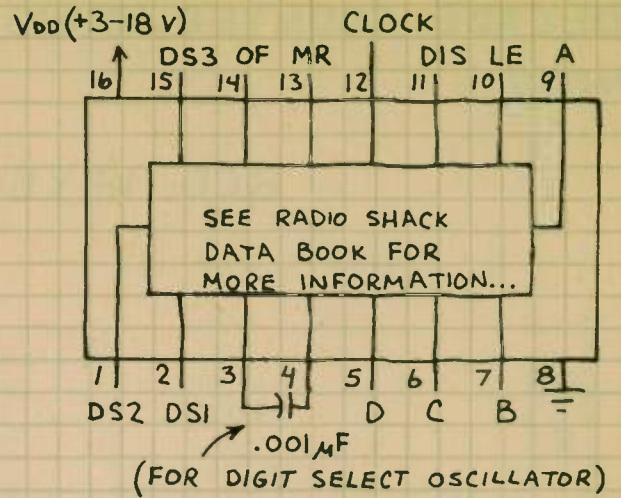 VDD (+3-18 V) CLOCK
DS3 OF MR DIS LE A
16 15 14 13 12 11 10 9
SEE RADIO SHACK
DATA BOOK FOR
MORE INFORMATION...
1 2 3 4 5 6 7 8
DS2 DS1 D C B
.001µF
(FOR DIGIT SELECT OSCILLATOR)